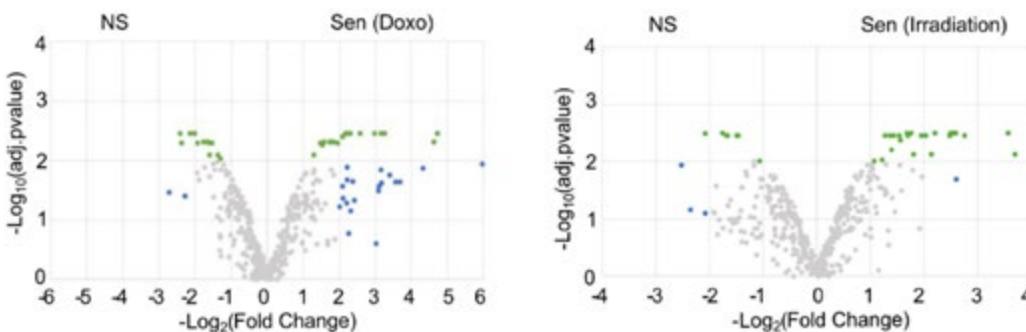 NS Sen (Doxo)
4
3
2
1
0
-Log10(adj.pvalue)
-6 -5 -4 -3 -2 -1 0 1 2 3 4 5 6
-Log2(Fold Change)
NS Sen (Irradiation)
4
3
2
1
0
-Log10(adj.pvalue)
-4 -3 -2 -1 0 1 2 3 4
-Log2(Fold Change)